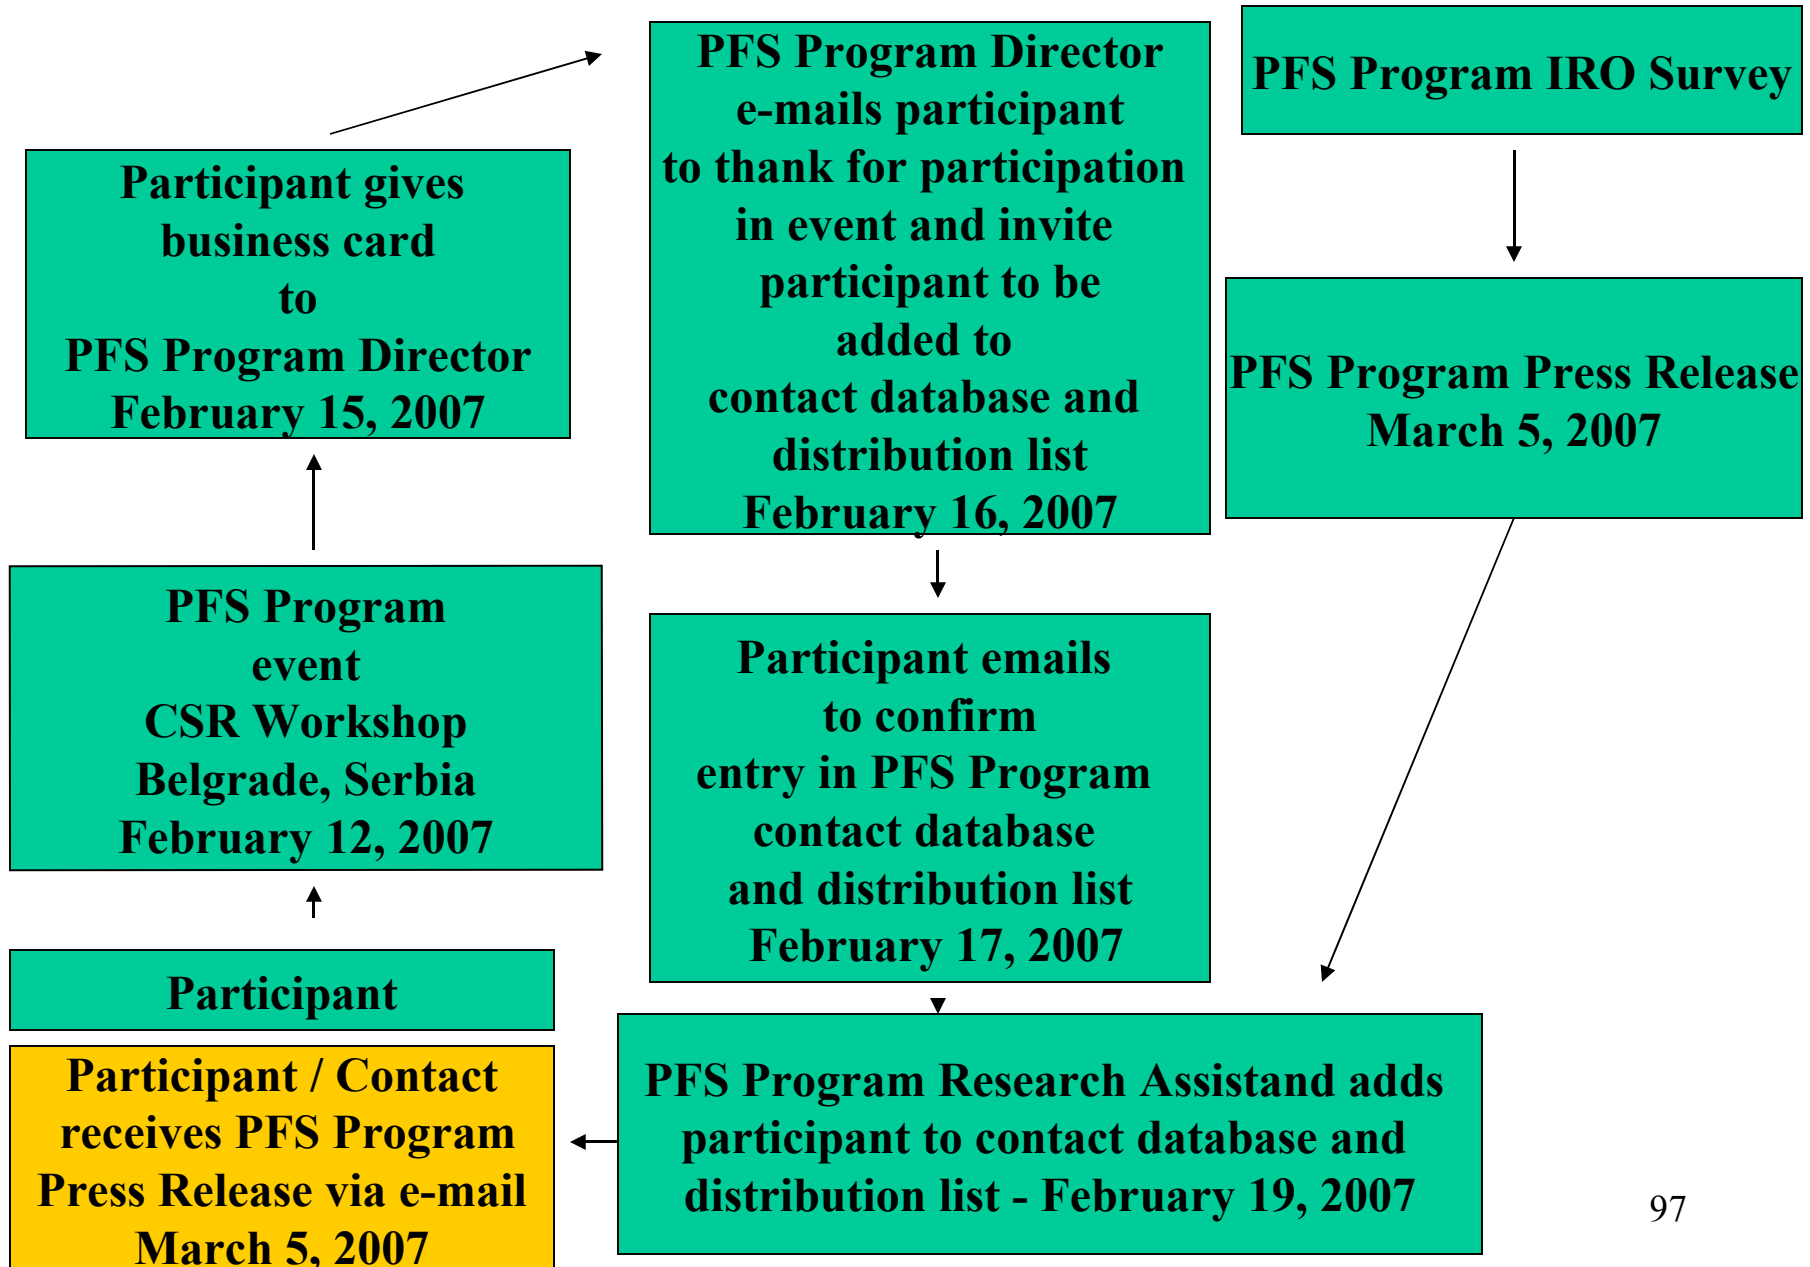 Participant gives
business card
to
PFS Program Director
February 15, 2007
PFS Program Director
e-mails participant
to thank for participation
in event and invite
participant to be
added to
contact database and
distribution list
February 16, 2007
PFS Program IRO Survey
PFS Program Press Release
March 5, 2007
PFS Program
event
CSR Workshop
Belgrade, Serbia
February 12, 2007
Participant emails
to confirm
entry in PFS Program
contact database
and distribution list
February 17, 2007
Participant
Participant / Contact
receives PFS Program
Press Release via e-mail
March 5, 2007
PFS Program Research Assistand adds
participant to contact database and
distribution list - February 19, 2007
97